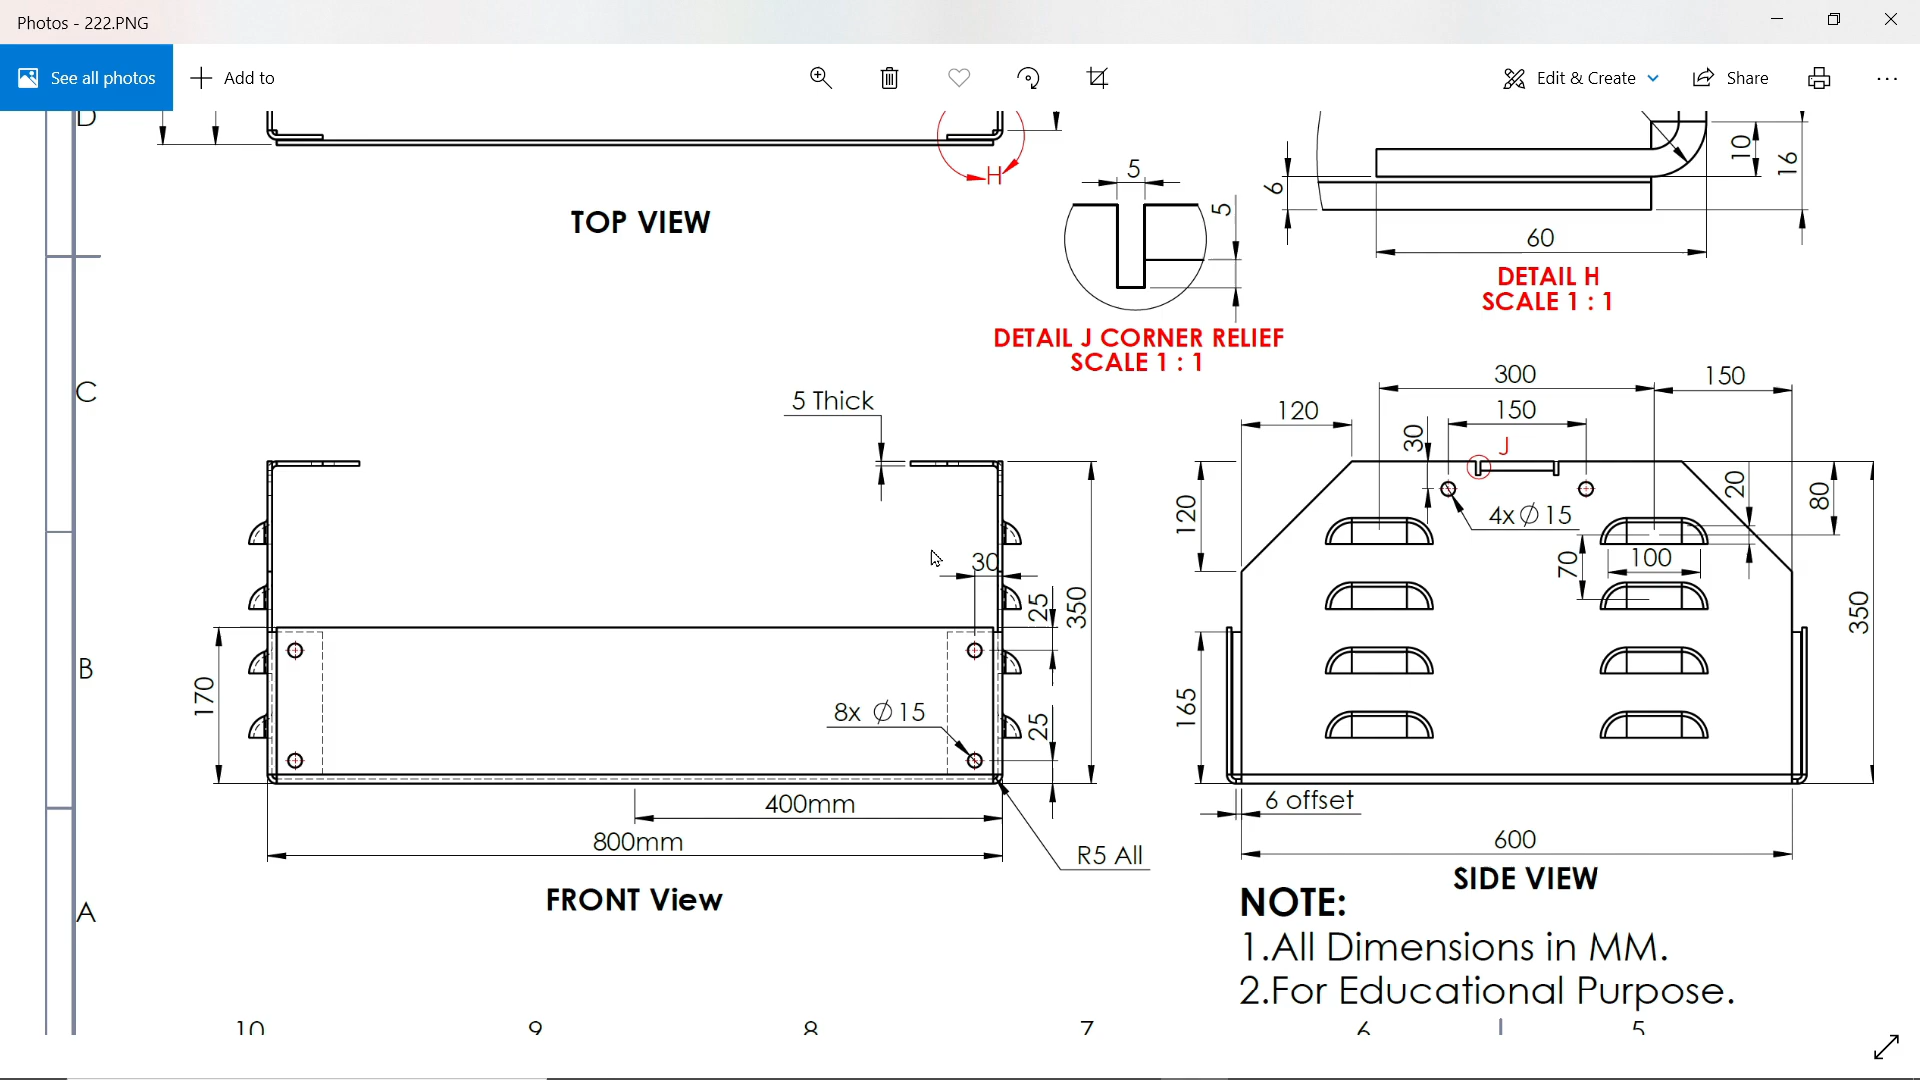 Photos - 222.PNG
See all photos
Add to
Edit & Create
Share
D
H
TOP VIEW
5
5
6
10
16
60
DETAIL H
SCALE 1 : 1
DETAIL J CORNER RELIEF
SCALE 1 : 1
C
5 Thick
300
150
120
150
30
J
120
4x Ø 15
20
80
70
100
350
30
25
350
170
B
8x Ø 15
25
165
400mm
800mm
R5 All
6 offset
600
FRONT View
SIDE VIEW
A
NOTE:
1.All Dimensions in MM.
2.For Educational Purpose.
10
9
8
7
6
5